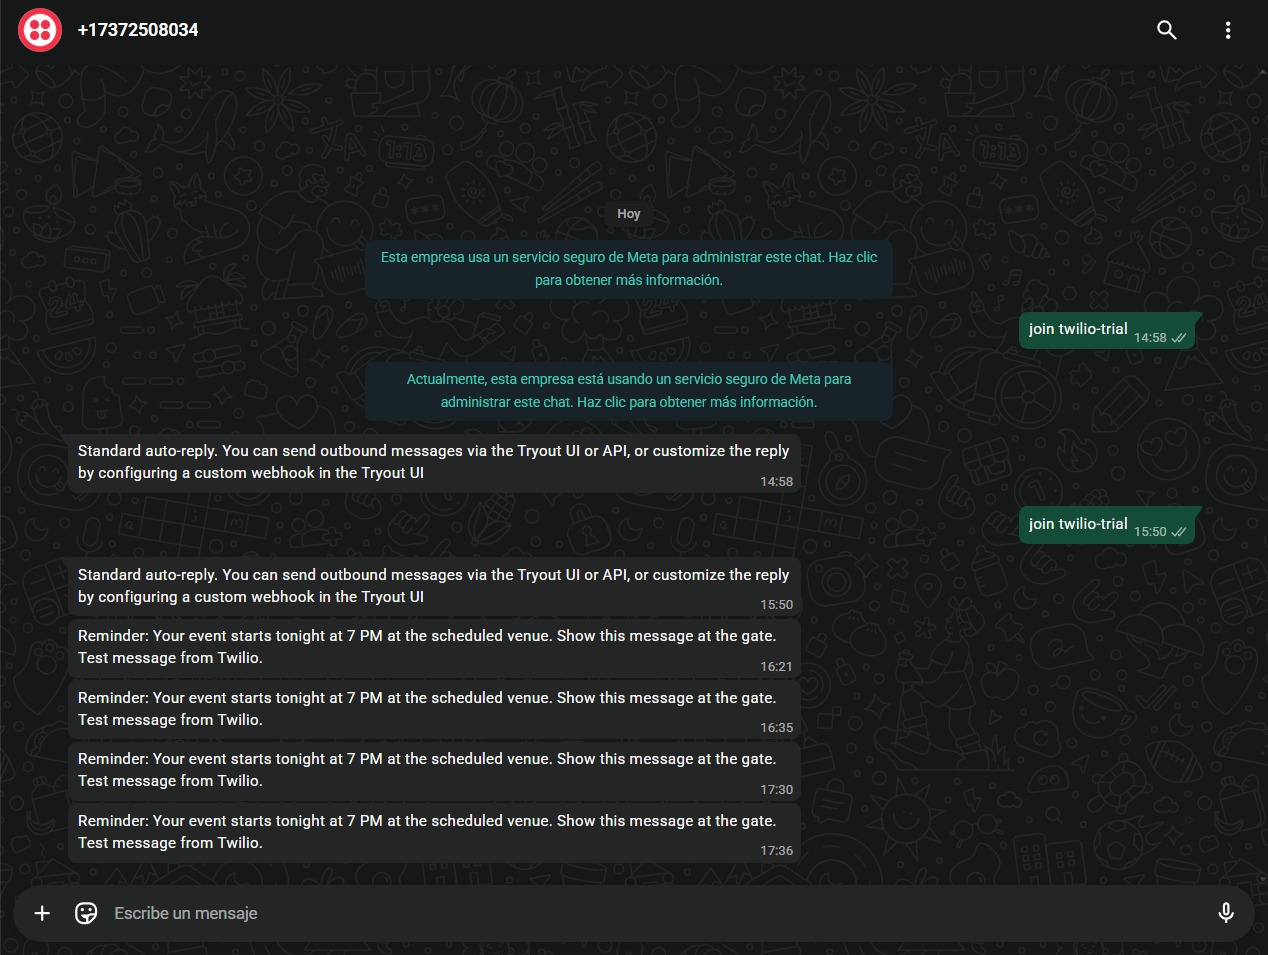 +17372508034
Hoy
Esta empresa usa un servicio seguro de Meta para administrar este chat. Haz clic
para obtener más información.
join twilio-trial 14:58
Actualmente, esta empresa está usando un servicio seguro de Meta para
administrar este chat. Haz clic para obtener más información.
Standard auto-reply. You can send outbound messages via the Tryout UI or API, or customize the reply
by configuring a custom webhook in the Tryout UI
14:58
join twilio-trial 15:50
Standard auto-reply. You can send outbound messages via the Tryout UI or API, or customize the reply
by configuring a custom webhook in the Tryout UI
15:50
Reminder: Your event starts tonight at 7 PM at the scheduled venue. Show this message at the gate.
Test message from Twilio.
16:21
Reminder: Your event starts tonight at 7 PM at the scheduled venue. Show this message at the gate.
Test message from Twilio.
16:35
Reminder: Your event starts tonight at 7 PM at the scheduled venue. Show this message at the gate.
Test message from Twilio.
17:30
Reminder: Your event starts tonight at 7 PM at the scheduled venue. Show this message at the gate.
Test message from Twilio.
17:36
Escribe un mensaje